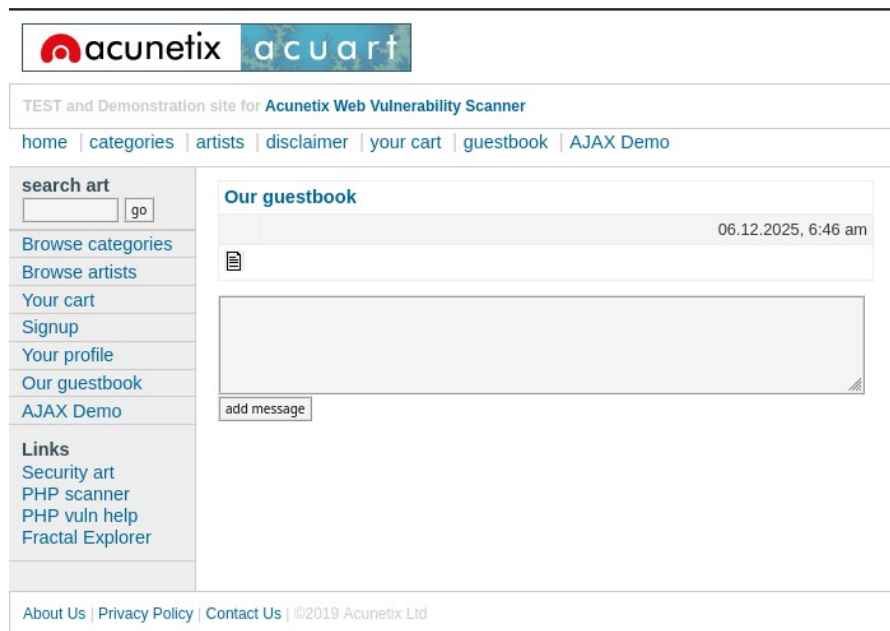 acunetix acuart
TEST and Demonstration site for Acunetix Web Vulnerability Scanner
home | categories | artists | disclaimer | your cart | guestbook | AJAX Demo
search art
go
Browse categories
Browse artists
Your cart
Signup
Your profile
Our guestbook
AJAX Demo
Links
Security art
PHP scanner
PHP vuln help
Fractal Explorer
Our guestbook
06.12.2025, 6:46 am
add message
About Us | Privacy Policy | Contact Us | ©2019 Acunetix Ltd